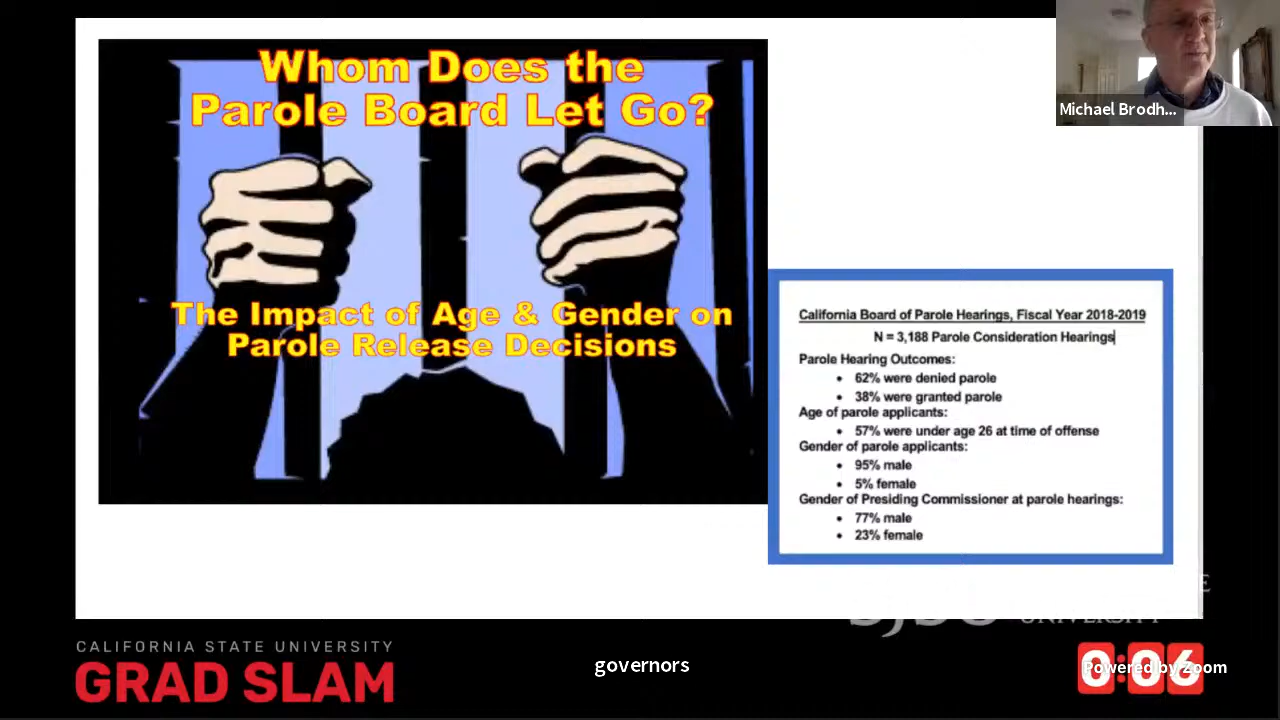 Whom Does the
Parole Board Let Go?
The Impact of Age & Gender on
Parole Release Decisions
Michael Brodh...
California Board of Parole Hearings, Fiscal Year 2018-2019
N = 3,188 Parole Consideration Hearings
Parole Hearing Outcomes:
• 62% were denied parole
• 38% were granted parole
Age of parole applicants:
• 57% were under age 26 at time of offense
Gender of parole applicants:
• 95% male
• 5% female
Gender of Presiding Commissioner at parole hearings:
• 77% male
• 23% female
UNIVERSITY
CALIFORNIA STATE UNIVERSITY
GRAD SLAM
governors
0:06
Powered by Zoom